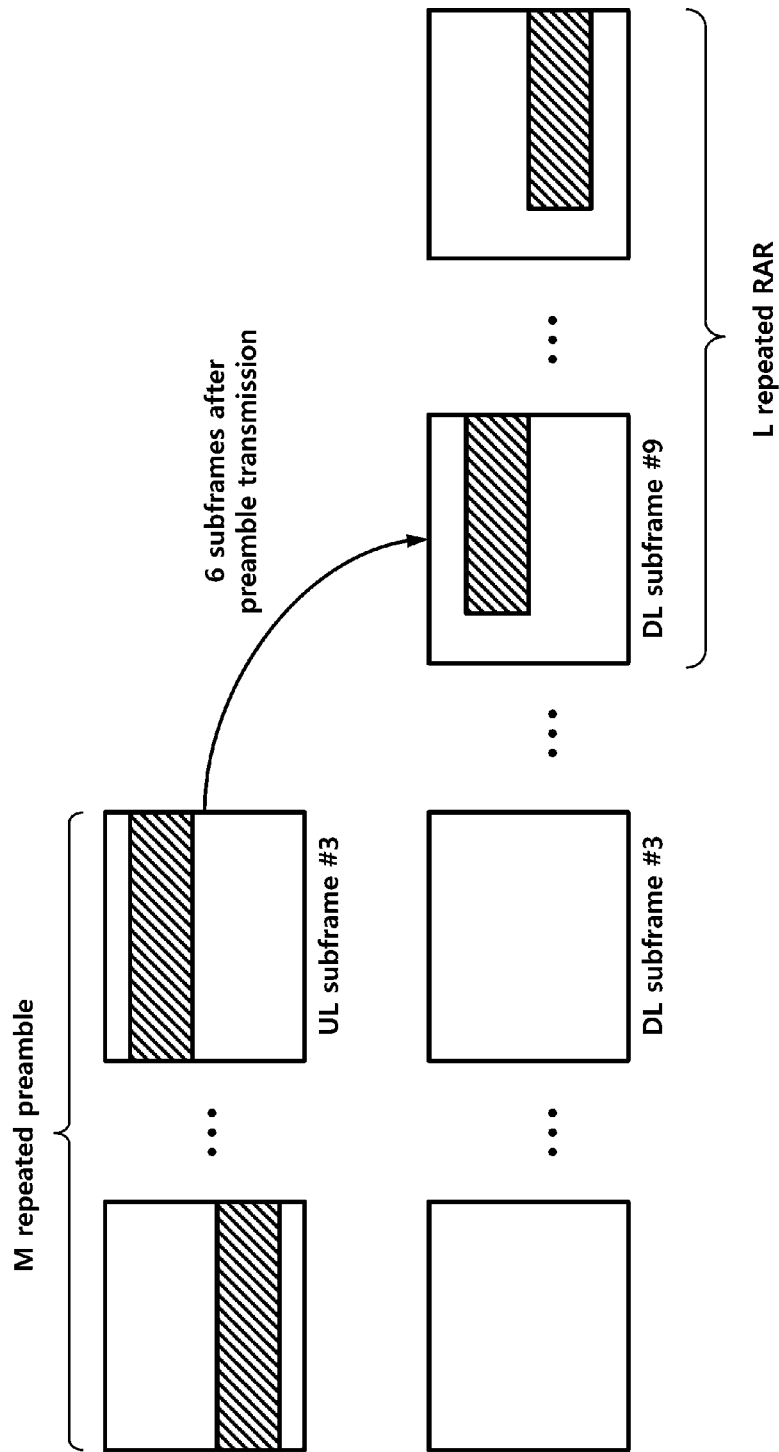 M repeated preamble
UL subframe #3
6 subframes after
preamble transmission
DL subframe #3
DL subframe #9
L repeated RAR